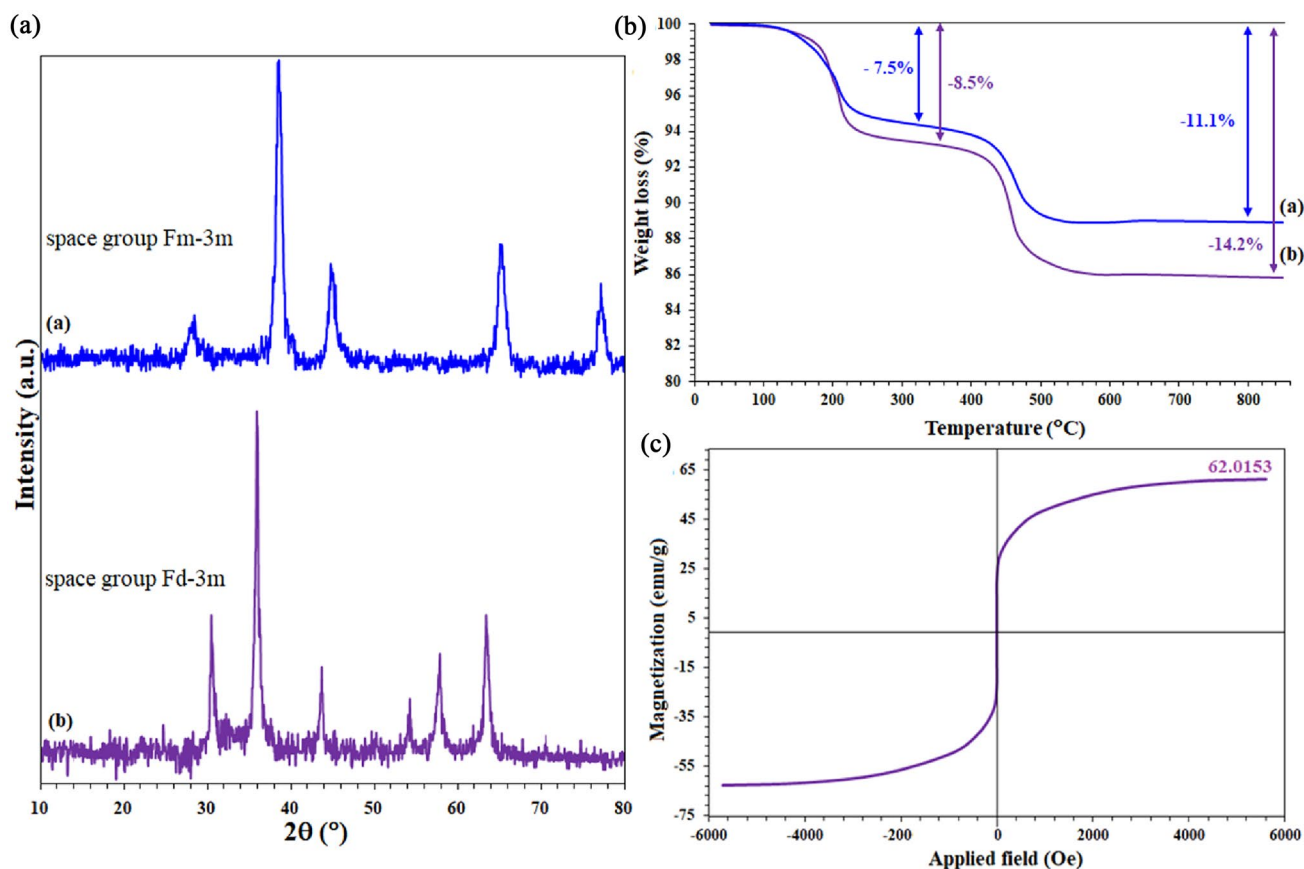 (a)
Intensity (a.u.)
space group Fm-3m
(a)
space group Fd-3m
(b)
10 20 30 40 50 60 70 80
2θ (°)
(b)
Weight loss (%)
100
98
96
94
92
90
88
86
84
82
80
- 7.5%
-8.5%
-11.1%
(a)
-14.2%
(b)
0 100 200 300 400 500 600 700 800
Temperature (°C)
(c)
Magnetization (emu/g)
65
45
25
5
-15
-35
-55
-75
62.0153
-6000 -4000 -200 0 2000 4000 6000
Applied field (Oe)